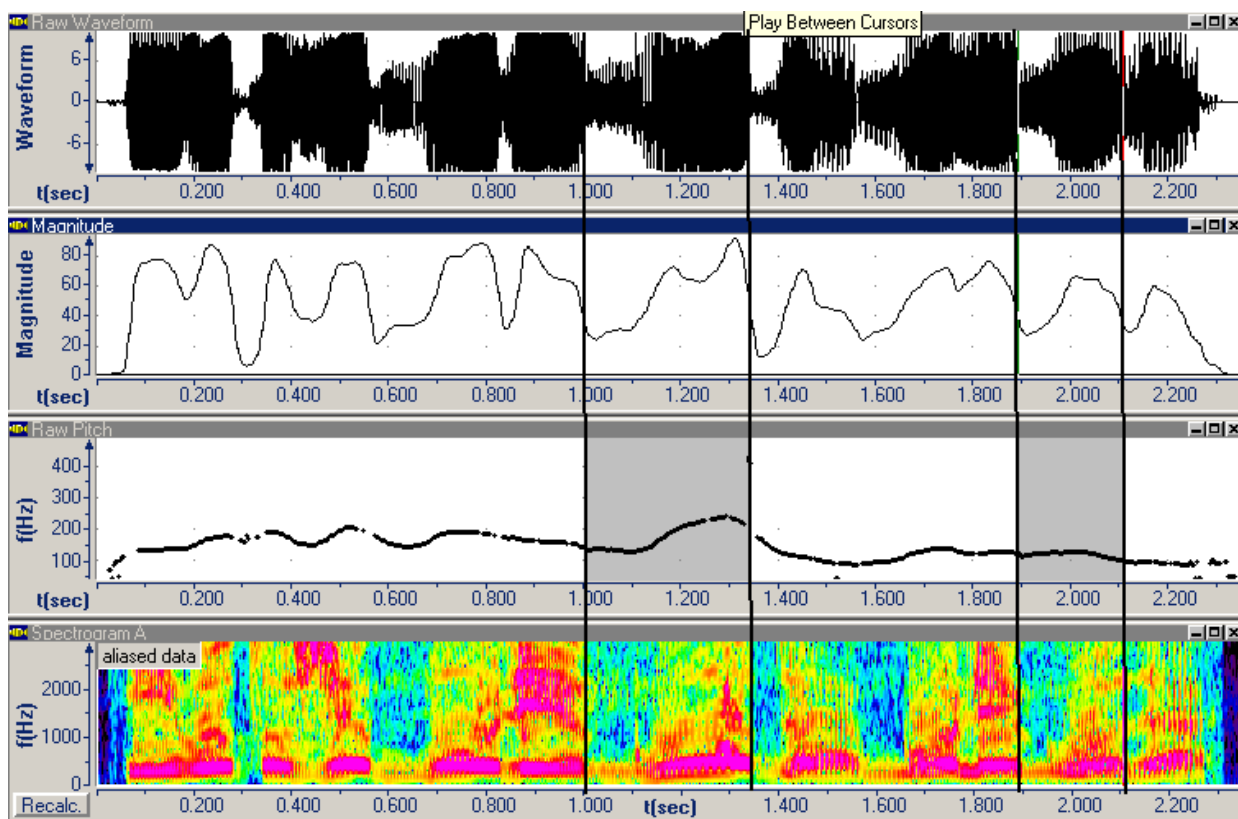 Raw Waveform
Play Between Cursors
Waveform
6
0
-6
t(sec) 0.200 0.400 0.600 0.800 1.000 1.200 1.400 1.600 1.800 2.000 2.200
Magnitude
Magnitude
80
60
40
20
0
t(sec) 0.200 0.400 0.600 0.800 1.000 1.200 1.400 1.600 1.800 2.000 2.200
Raw Pitch
f(Hz)
400
300
200
100
t(sec) 0.200 0.400 0.600 0.800 1.000 1.200 1.400 1.600 1.800 2.000 2.200
Spectrogram A
aliased data
f(Hz)
2000
1000
0
Recalc. 0.200 0.400 0.600 0.800 1.000 t(sec) 1.200 1.400 1.600 1.800 2.000 2.200